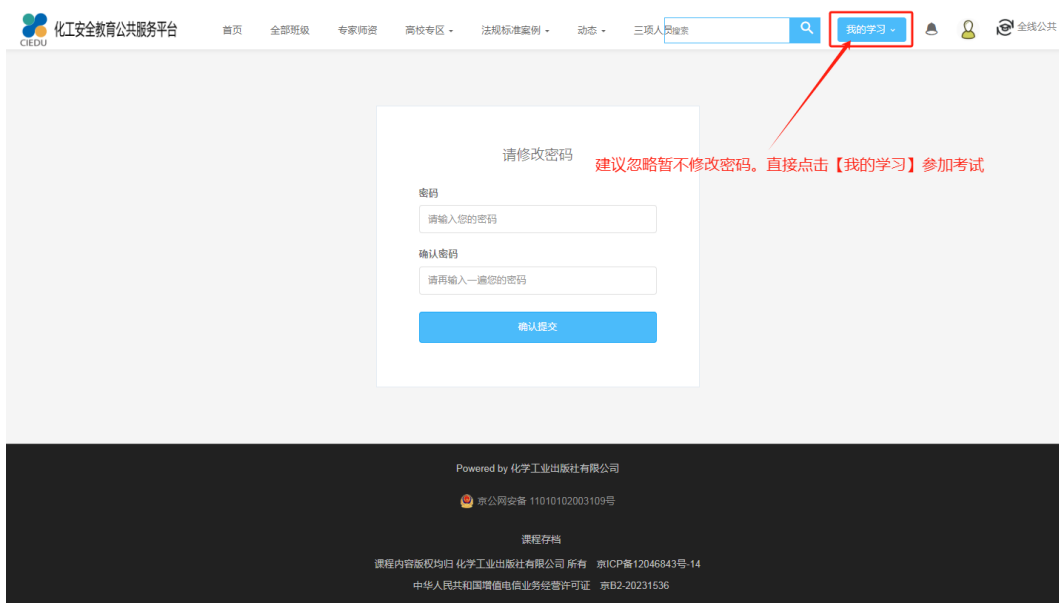 化工安全教育公共服务平台
CIEDU
首页 全部班级 专家师资 高校专区 法规标准案例 动态 三项人员 搜索 我的学习 全线公共
请修改密码
建议忽略暂不修改密码。直接点击【我的学习】参加考试
密码
请输入您的密码
确认密码
请再输入一遍您的密码
确认提交
Powered by 化学工业出版社有限公司
京公网安备 11010102003109号
课程存档
课程内容版权均归 化学工业出版社有限公司 所有 京ICP备12046843号-14
中华人民共和国增值电信业务经营许可证 京B2-20231536